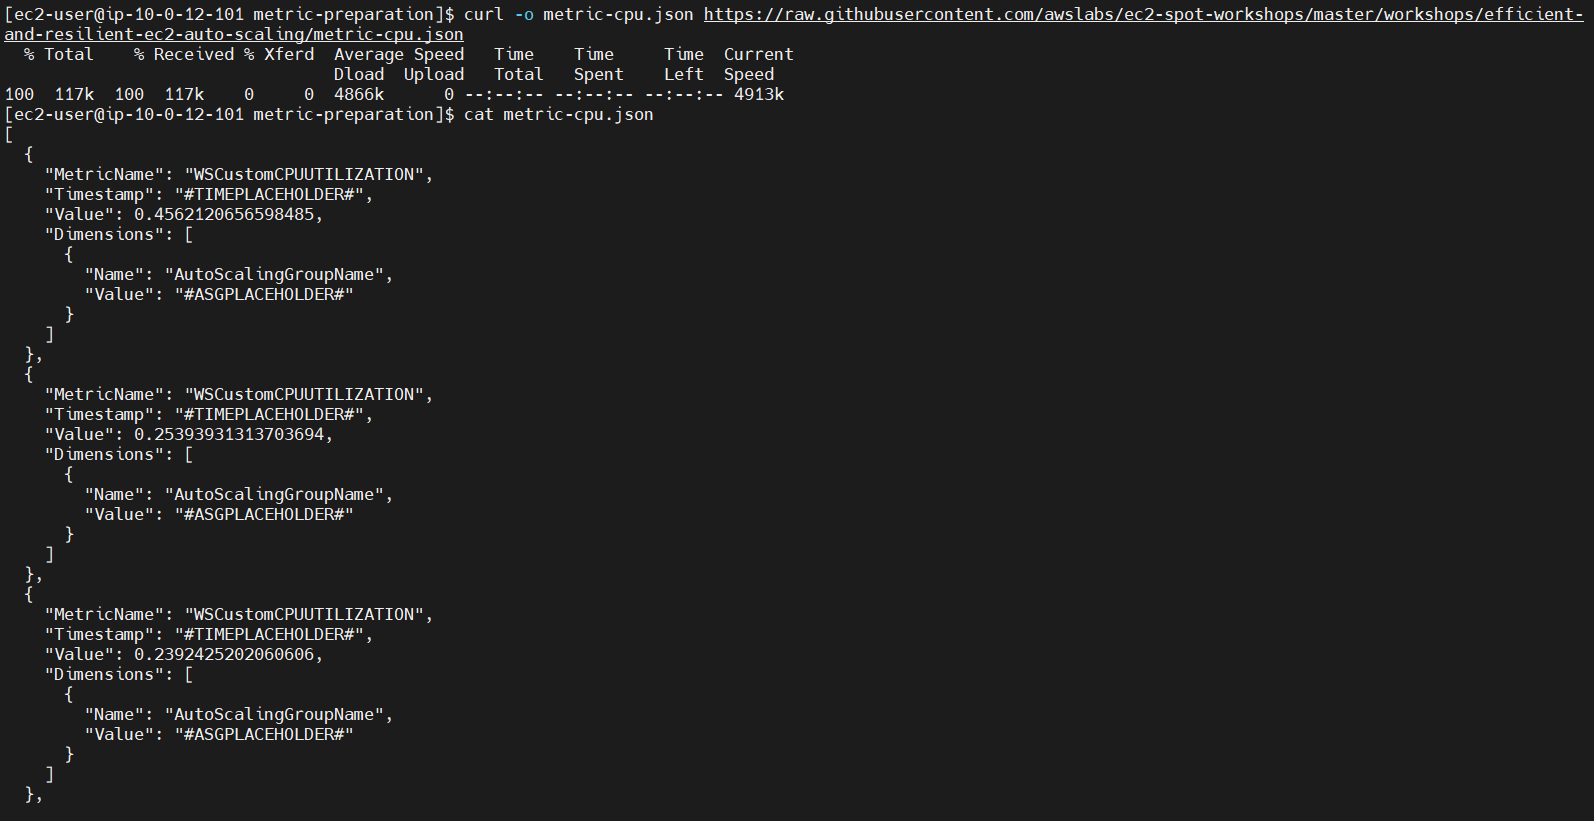 [ec2-user@ip-10-0-12-101 metric-preparation]$ curl -o metric-cpu.json https://raw.githubusercontent.com/awslabs/ec2-spot-workshops/master/workshops/efficient-
and-resilient-ec2-auto-scaling/metric-cpu.json
  % Total    % Received % Xferd  Average Speed   Time    Time     Time  Current
                                 Dload  Upload   Total   Spent    Left  Speed
100  117k  100  117k    0     0  4866k      0 --:--:-- --:--:-- --:--:-- 4913k
[ec2-user@ip-10-0-12-101 metric-preparation]$ cat metric-cpu.json
[
  {
    "MetricName": "WSCustomCPUUTILIZATION",
    "Timestamp": "#TIMEPLACEHOLDER#",
    "Value": 0.4562120656598485,
    "Dimensions": [
      {
        "Name": "AutoScalingGroupName",
        "Value": "#ASGPLACEHOLDER#"
      }
    ]
  },
  {
    "MetricName": "WSCustomCPUUTILIZATION",
    "Timestamp": "#TIMEPLACEHOLDER#",
    "Value": 0.25393931313703694,
    "Dimensions": [
      {
        "Name": "AutoScalingGroupName",
        "Value": "#ASGPLACEHOLDER#"
      }
    ]
  },
  {
    "MetricName": "WSCustomCPUUTILIZATION",
    "Timestamp": "#TIMEPLACEHOLDER#",
    "Value": 0.2392425202060606,
    "Dimensions": [
      {
        "Name": "AutoScalingGroupName",
        "Value": "#ASGPLACEHOLDER#"
      }
    ]
  },